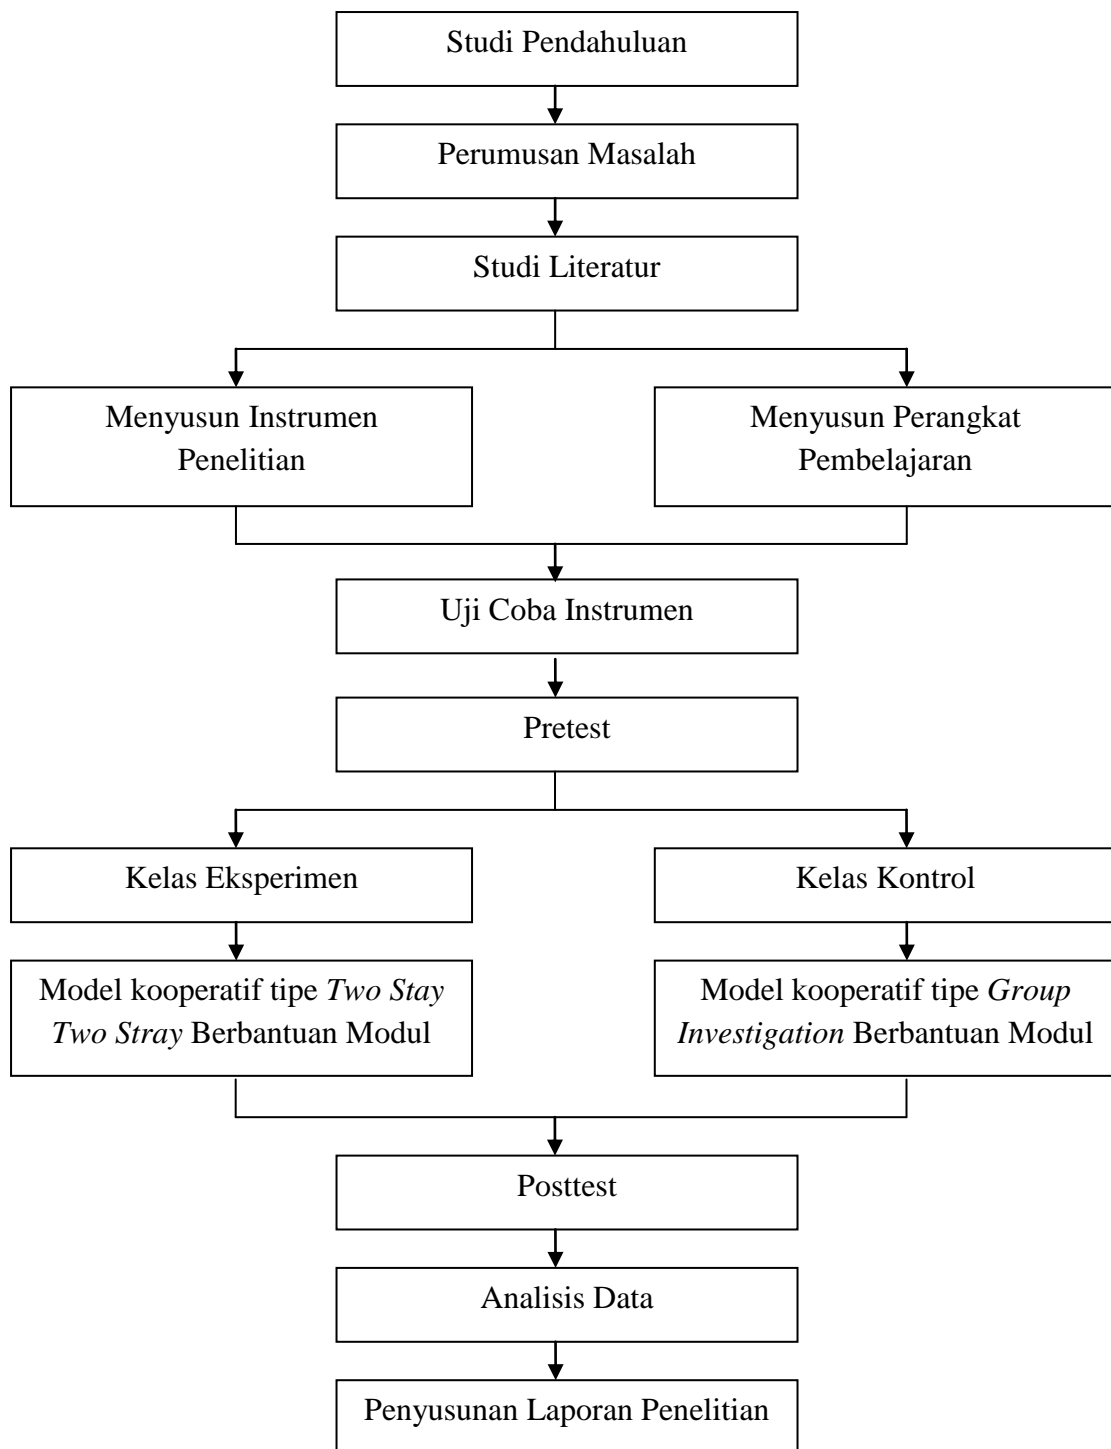 Studi Pendahuluan
Perumusan Masalah
Studi Literatur
Menyusun Instrumen
Penelitian
Menyusun Perangkat
Pembelajaran
Uji Coba Instrumen
Pretest
Kelas Eksperimen
Kelas Kontrol
Model kooperatif tipe Two Stay
Two Stray Berbantuan Modul
Model kooperatif tipe Group
Investigation Berbantuan Modul
Posttest
Analisis Data
Penyusunan Laporan Penelitian